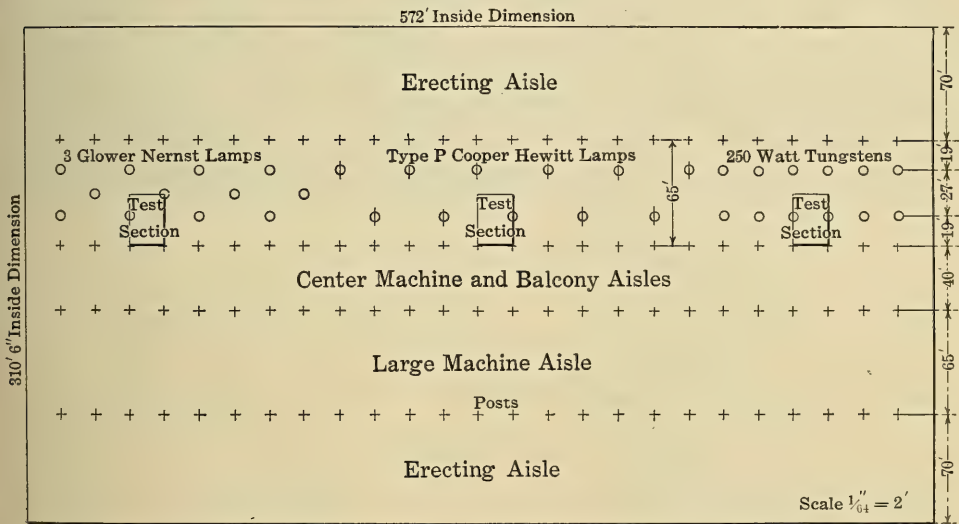 572' Inside Dimension
Erecting Aisle
70'
3 Glower Nernst Lamps
Type P Cooper Hewitt Lamps
250 Watt Tungstens
19'
65'
27'
Test
Section
Test
Section
Test
Section
19'
310' 6" Inside Dimension
Center Machine and Balcony Aisles
40'
Large Machine Aisle
65'
Posts
Erecting Aisle
70'
Scale 1/64" = 2'